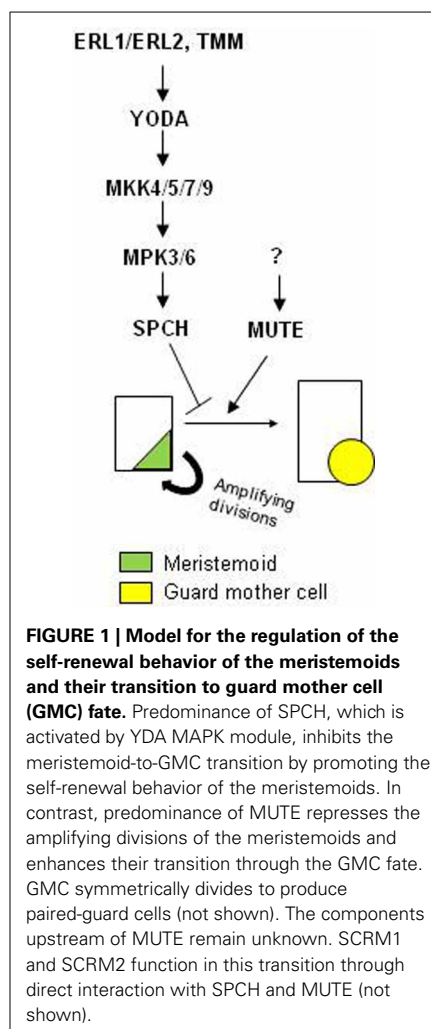 ERL1/ERL2, TMM
YODA
MKK4/5/7/9
MPK3/6
?
SPCH
MUTE
Amplifying
divisions
Meristemoid
Guard mother cell
FIGURE 1 | Model for the regulation of the
self-renewal behavior of the meristemoids
and their transition to guard mother cell
(GMC) fate. Predominance of SPCH, which is
activated by YDA MAPK module, inhibits the
meristemoid-to-GMC transition by promoting the
self-renewal behavior of the meristemoids. In
contrast, predominance of MUTE represses the
amplifying divisions of the meristemoids and
enhances their transition through the GMC fate.
GMC symmetrically divides to produce
paired-guard cells (not shown). The components
upstream of MUTE remain unknown. SCRM1
and SCRM2 function in this transition through
direct interaction with SPCH and MUTE (not
shown).